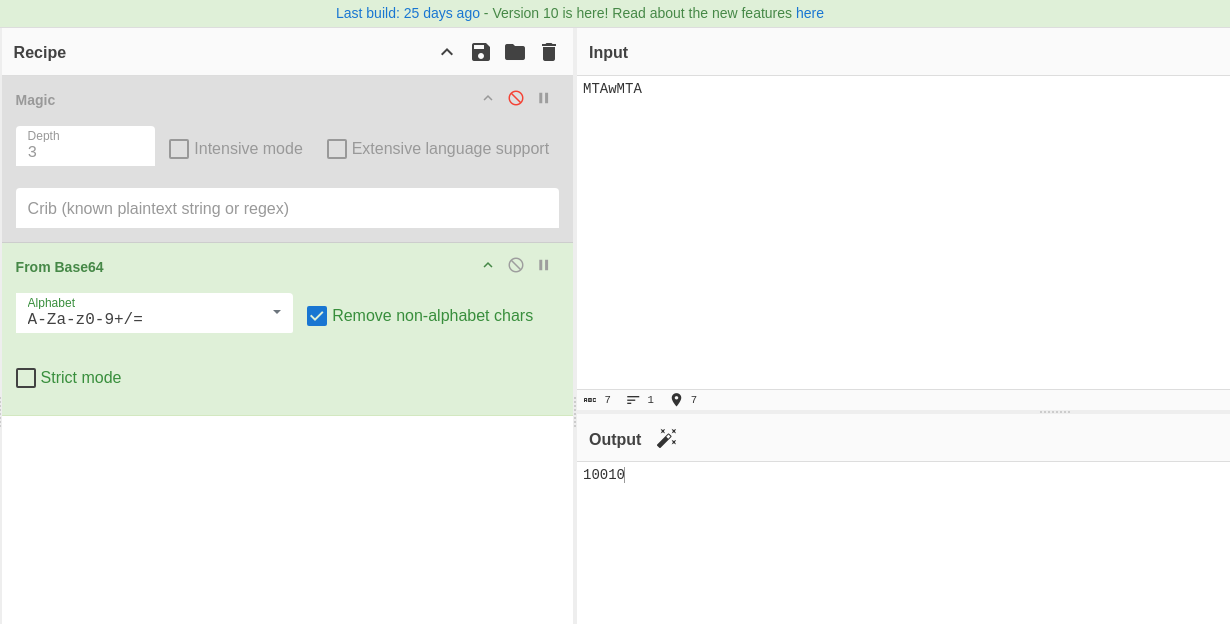 Last build: 25 days ago - Version 10 is here! Read about the new features here
Recipe
Magic
Depth
3
Intensive mode
Extensive language support
Crib (known plaintext string or regex)
From Base64
Alphabet
A-Za-z0-9+/=
Remove non-alphabet chars
Strict mode
Input
MTAwMTA
ABC 7 1 7
Output
10010